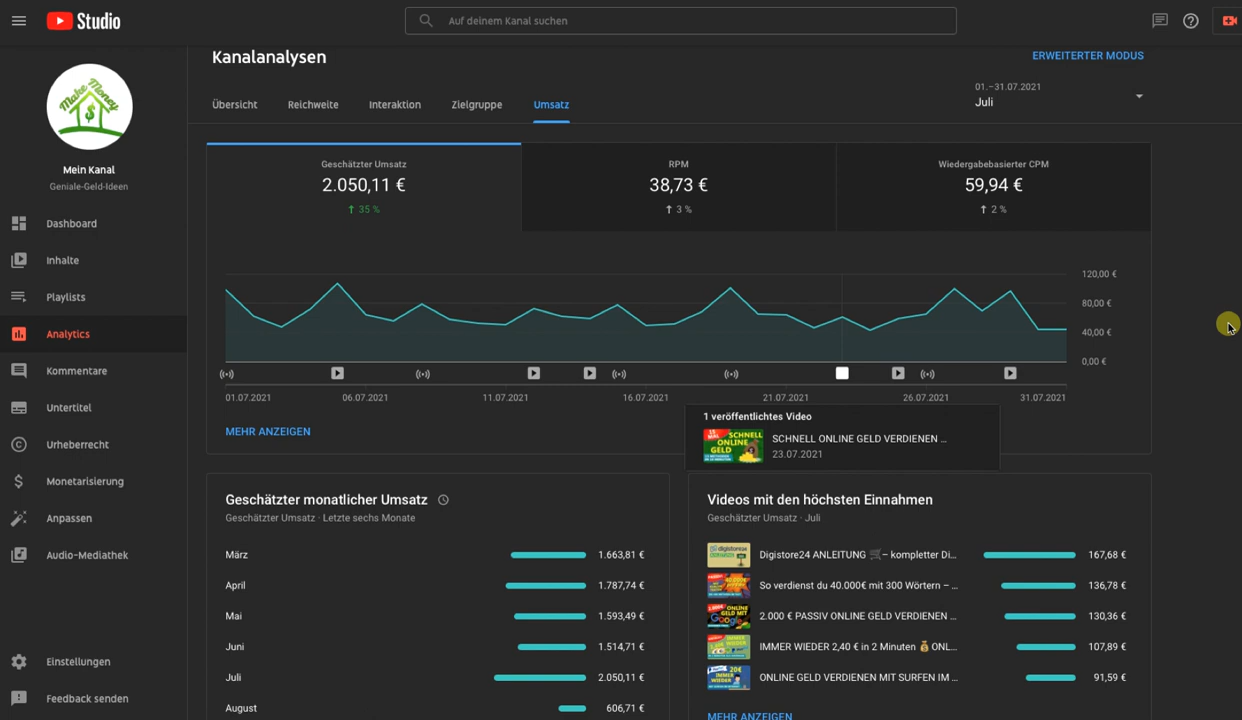 Studio
Auf deinem Kanal suchen
Make Money
$
Mein Kanal
Geniale-Geld-Ideen
Dashboard
Inhalte
Playlists
Analytics
Kommentare
Untertitel
Urheberrecht
Monetarisierung
Anpassen
Audio-Mediathek
Einstellungen
Feedback senden
Kanalanalysen
ERWEITERTER MODUS
Übersicht
Reichweite
Interaktion
Zielgruppe
Umsatz
01.–31.07.2021
Juli
Geschätzter Umsatz
2.050,11 €
↑ 35 %
RPM
38,73 €
↑ 3 %
Wiedergabebasierter CPM
59,94 €
↑ 2 %
120,00 €
80,00 €
40,00 €
0,00 €
01.07.2021
06.07.2021
11.07.2021
16.07.2021
21.07.2021
26.07.2021
31.07.2021
MEHR ANZEIGEN
1 veröffentlichtes Video
SCHNELL ONLINE GELD
SCHNELL ONLINE GELD VERDIENEN ...
23.07.2021
Geschätzter monatlicher Umsatz
Geschätzter Umsatz · Letzte sechs Monate
März 1.663,81 €
April 1.787,74 €
Mai 1.593,49 €
Juni 1.514,71 €
Juli 2.050,11 €
August 606,71 €
Videos mit den höchsten Einnahmen
Geschätzter Umsatz · Juli
Digistore24 ANLEITUNG 🛒– kompletter Di... 167,68 €
So verdienst du 40.000€ mit 300 Wörtern – ... 136,78 €
2.000 € PASSIV ONLINE GELD VERDIENEN ... 130,36 €
IMMER WIEDER 2,40 € in 2 Minuten 💰 ONL... 107,89 €
ONLINE GELD VERDIENEN MIT SURFEN IM ... 91,59 €
MEHR ANZEIGEN